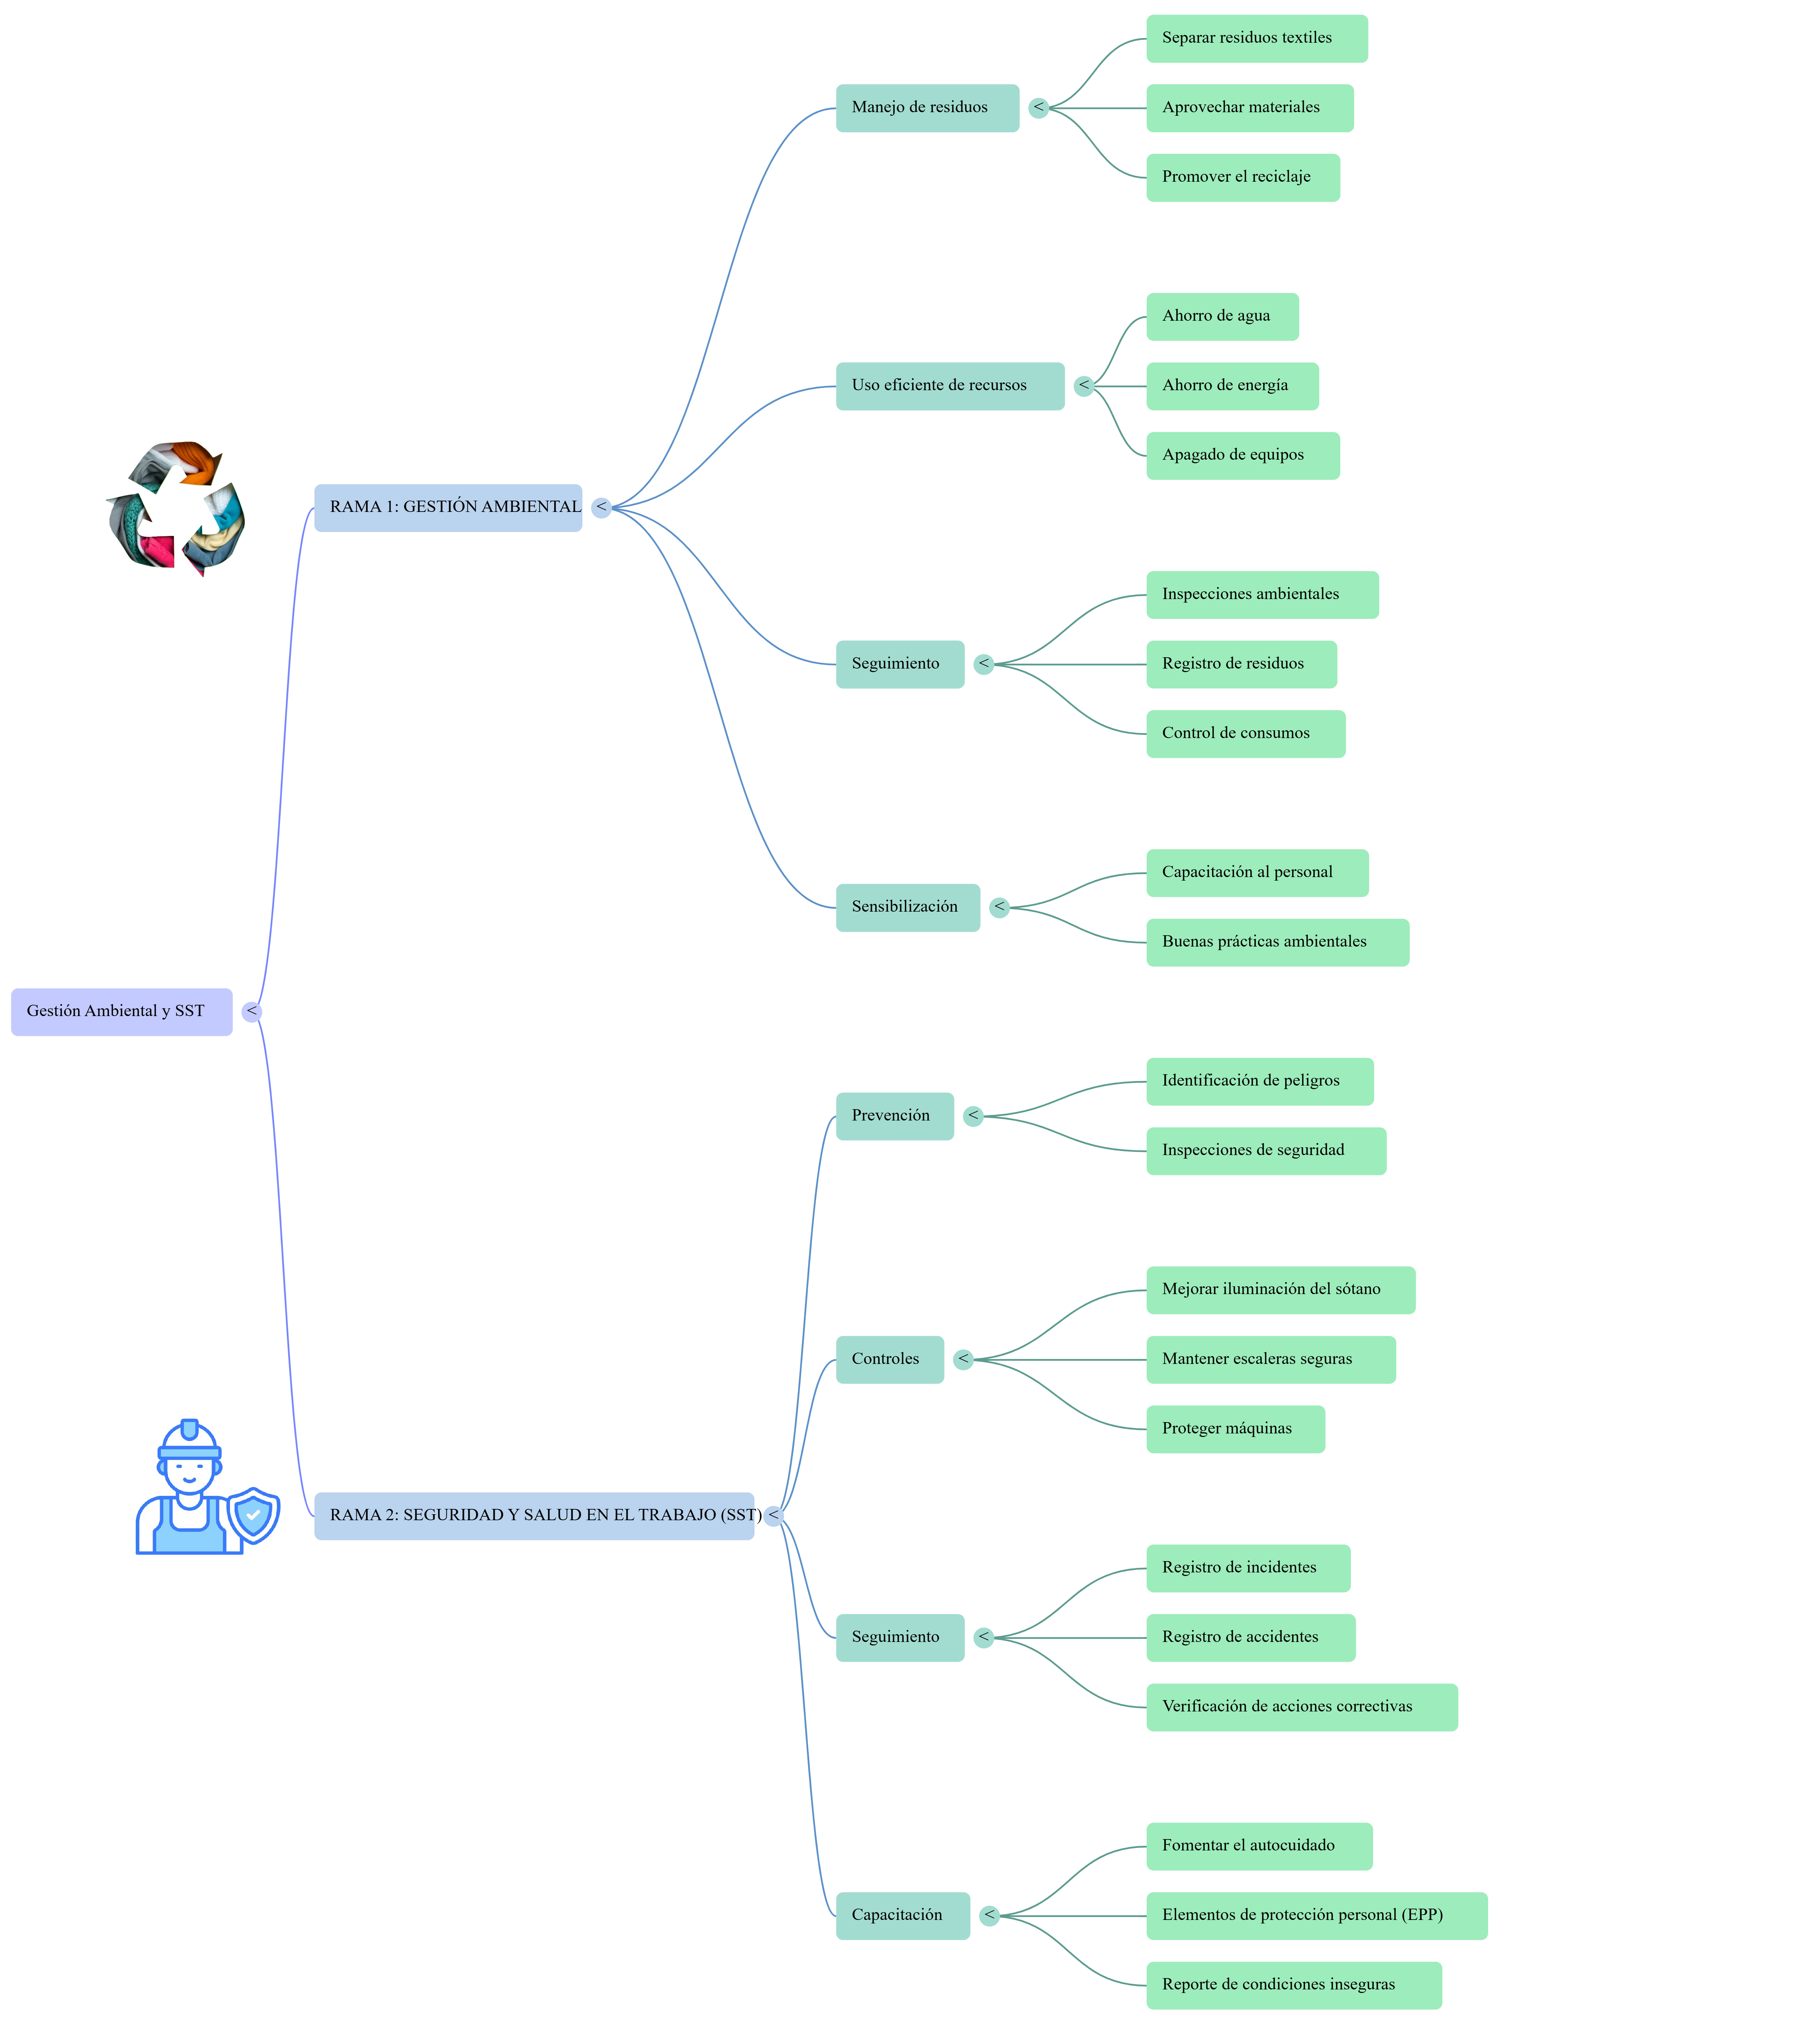 Gestión Ambiental y SST
<
RAMA 1: GESTIÓN AMBIENTAL
<
Manejo de residuos
<
Separar residuos textiles
Aprovechar materiales
Promover el reciclaje
Uso eficiente de recursos
<
Ahorro de agua
Ahorro de energía
Apagado de equipos
Seguimiento
<
Inspecciones ambientales
Registro de residuos
Control de consumos
Sensibilización
<
Capacitación al personal
Buenas prácticas ambientales
RAMA 2: SEGURIDAD Y SALUD EN EL TRABAJO (SST)
<
Prevención
<
Identificación de peligros
Inspecciones de seguridad
Controles
<
Mejorar iluminación del sótano
Mantener escaleras seguras
Proteger máquinas
Seguimiento
<
Registro de incidentes
Registro de accidentes
Verificación de acciones correctivas
Capacitación
<
Fomentar el autocuidado
Elementos de protección personal (EPP)
Reporte de condiciones inseguras